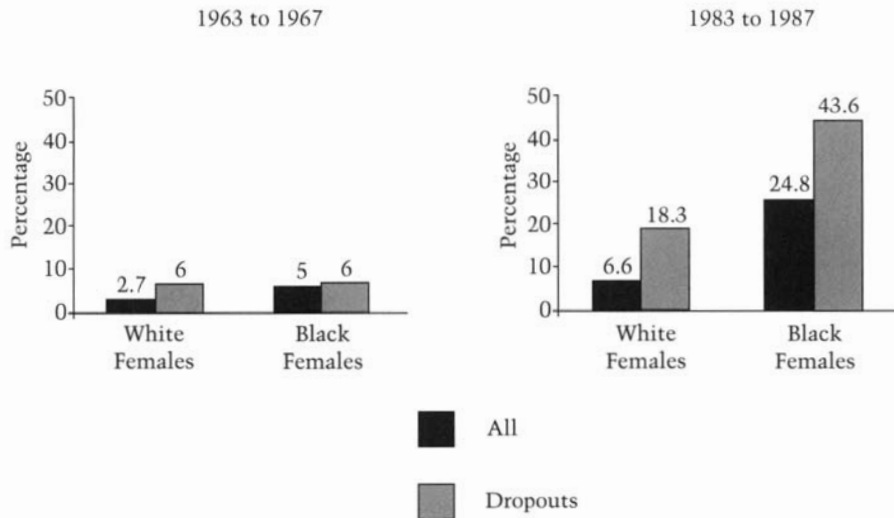 1963 to 1967
Percentage
50
40
30
20
10
0
2.7
6
5
6
White
Females
Black
Females
1983 to 1987
Percentage
50
40
30
20
10
0
6.6
18.3
24.8
43.6
White
Females
Black
Females
All
Dropouts